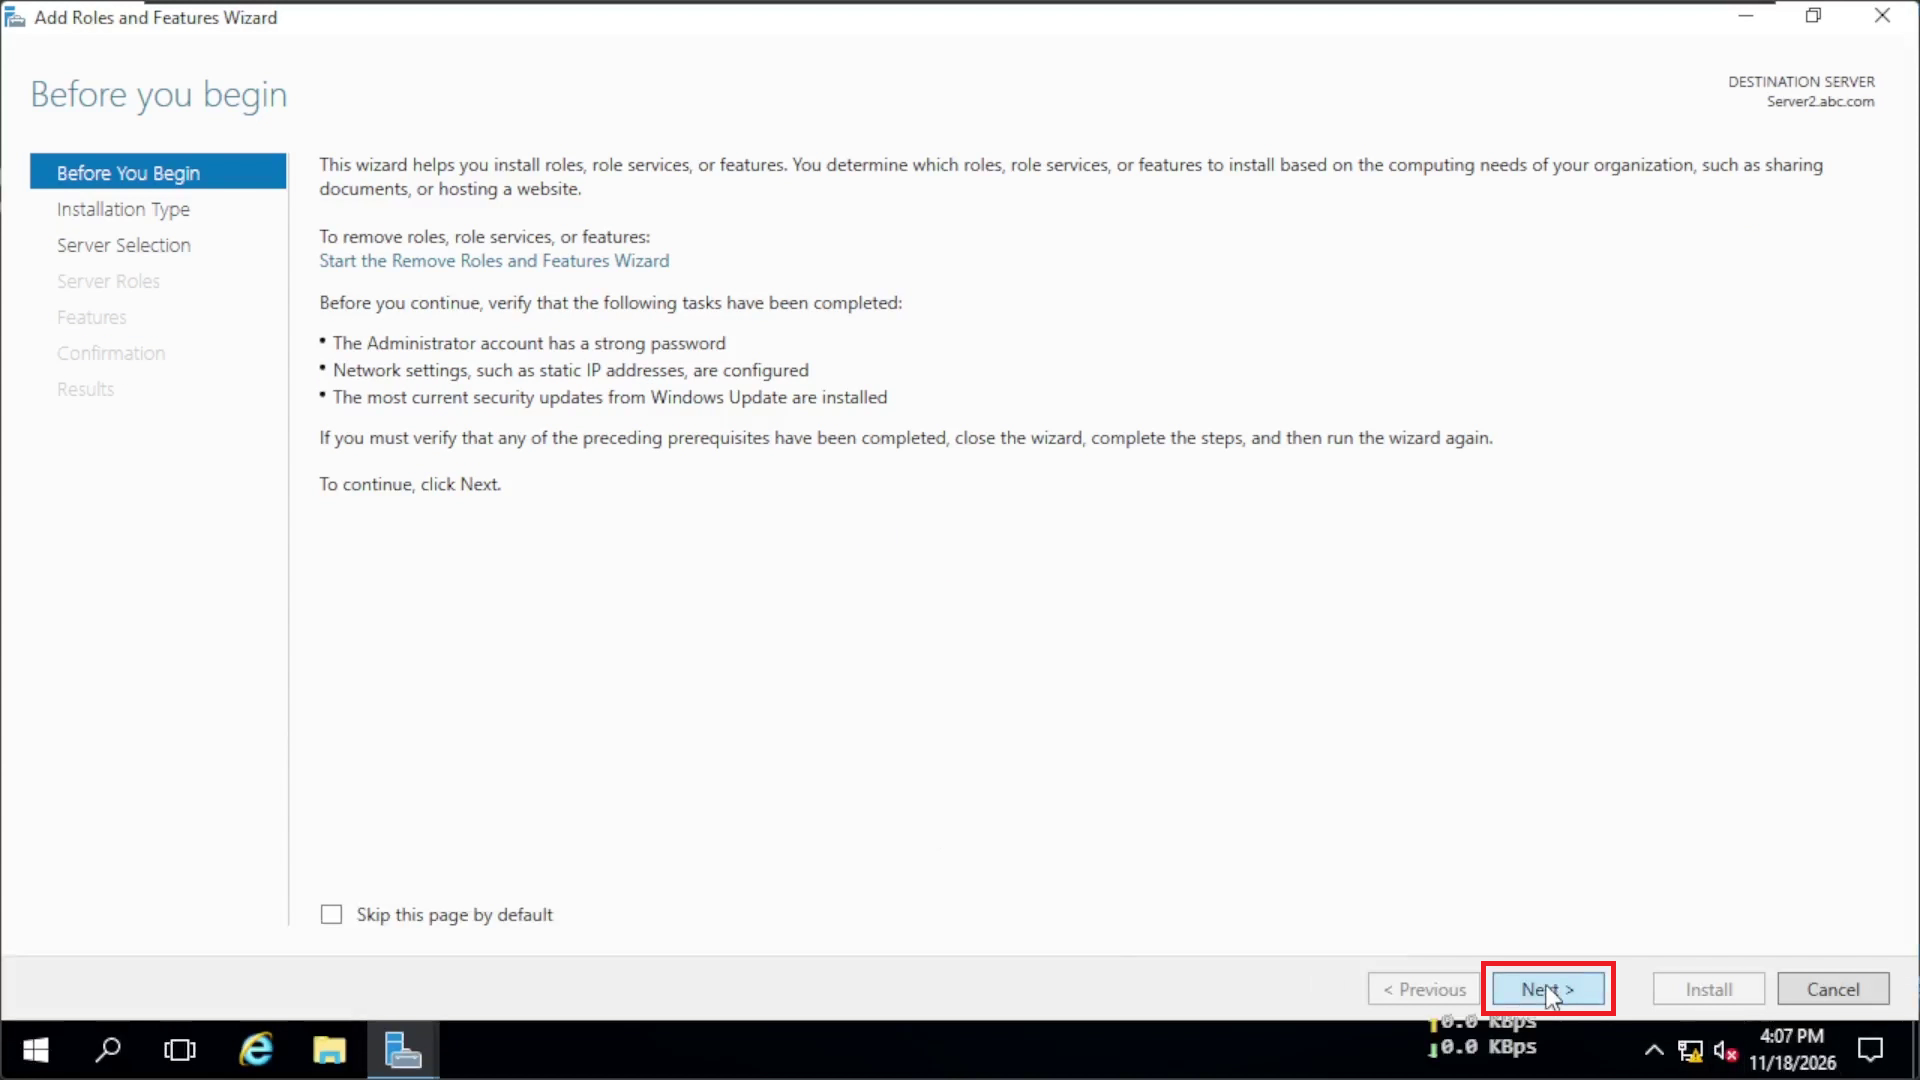 Add Roles and Features Wizard
Before you begin
DESTINATION SERVER
Server2.abc.com
Before You Begin
Installation Type
Server Selection
Server Roles
Features
Confirmation
Results
This wizard helps you install roles, role services, or features. You determine which roles, role services, or features to install based on the computing needs of your organization, such as sharing
documents, or hosting a website.
To remove roles, role services, or features:
Start the Remove Roles and Features Wizard
Before you continue, verify that the following tasks have been completed:
• The Administrator account has a strong password
• Network settings, such as static IP addresses, are configured
• The most current security updates from Windows Update are installed
If you must verify that any of the preceding prerequisites have been completed, close the wizard, complete the steps, and then run the wizard again.
To continue, click Next.
Skip this page by default
< Previous
Next >
Install
Cancel
0.0 KBps
0.0 KBps
4:07 PM
11/18/2026